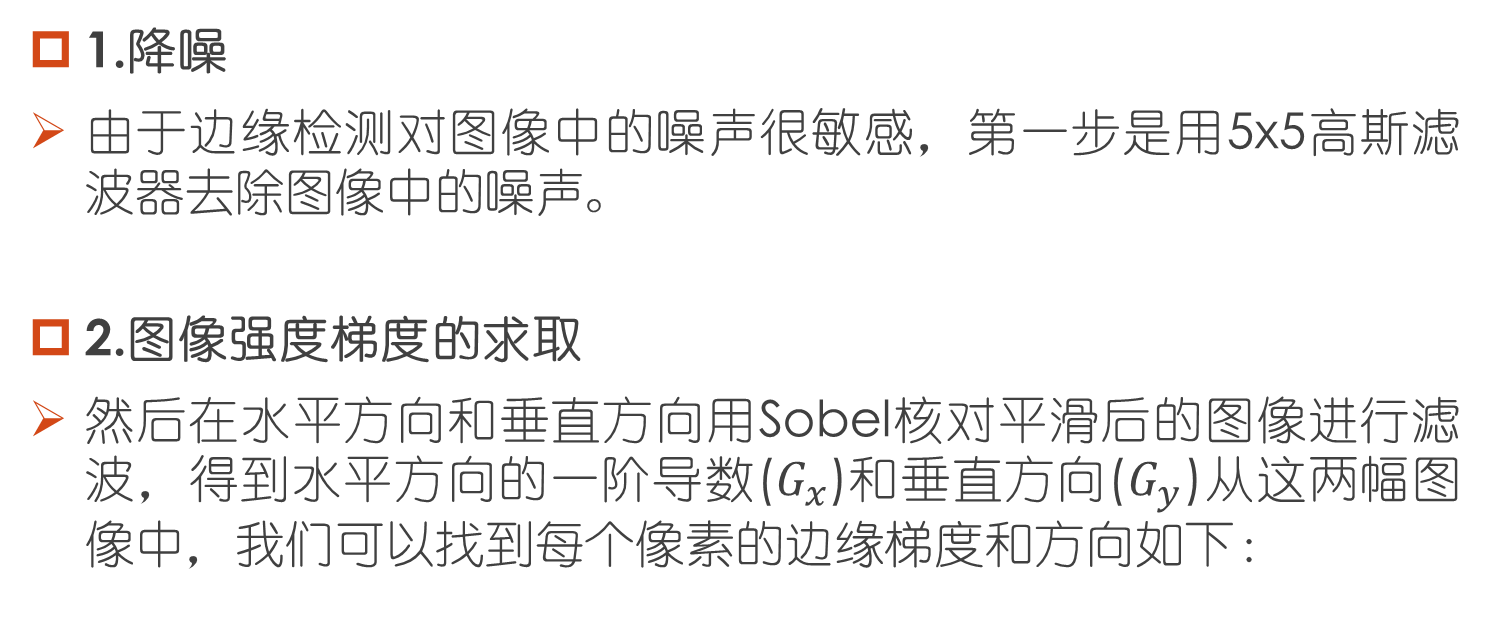 1.降噪
由于边缘检测对图像中的噪声很敏感，第一步是用5x5高斯滤
波器去除图像中的噪声。
2.图像强度梯度的求取
然后在水平方向和垂直方向用Sobel核对平滑后的图像进行滤
波，得到水平方向的一阶导数(Gₓ)和垂直方向(G_y)从这两幅图
像中，我们可以找到每个像素的边缘梯度和方向如下：